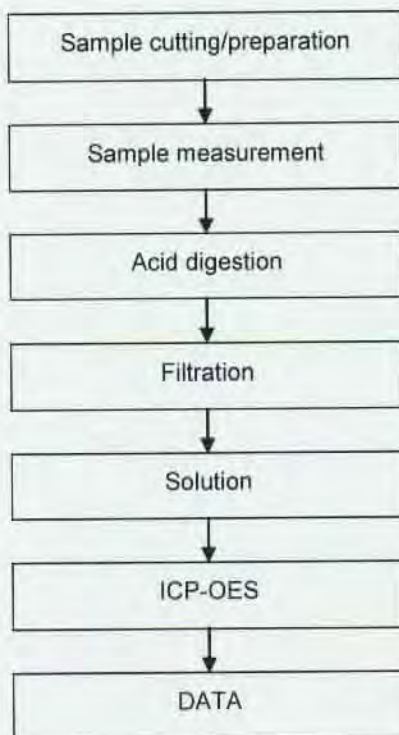 Sample cutting/preparation
Sample measurement
Acid digestion
Filtration
Solution
ICP-OES
DATA